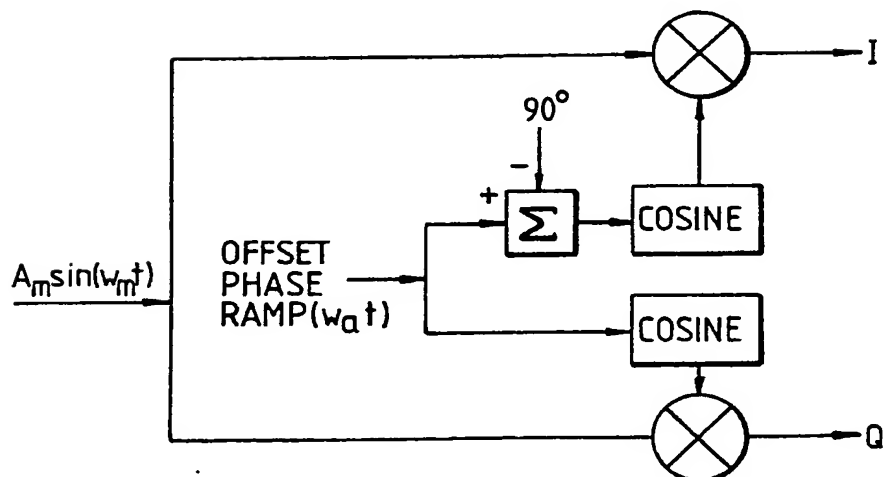 I
90°
−
+
Σ
COSINE
OFFSET
PHASE
RAMP(wat)
Amsin(wmt)
COSINE
Q